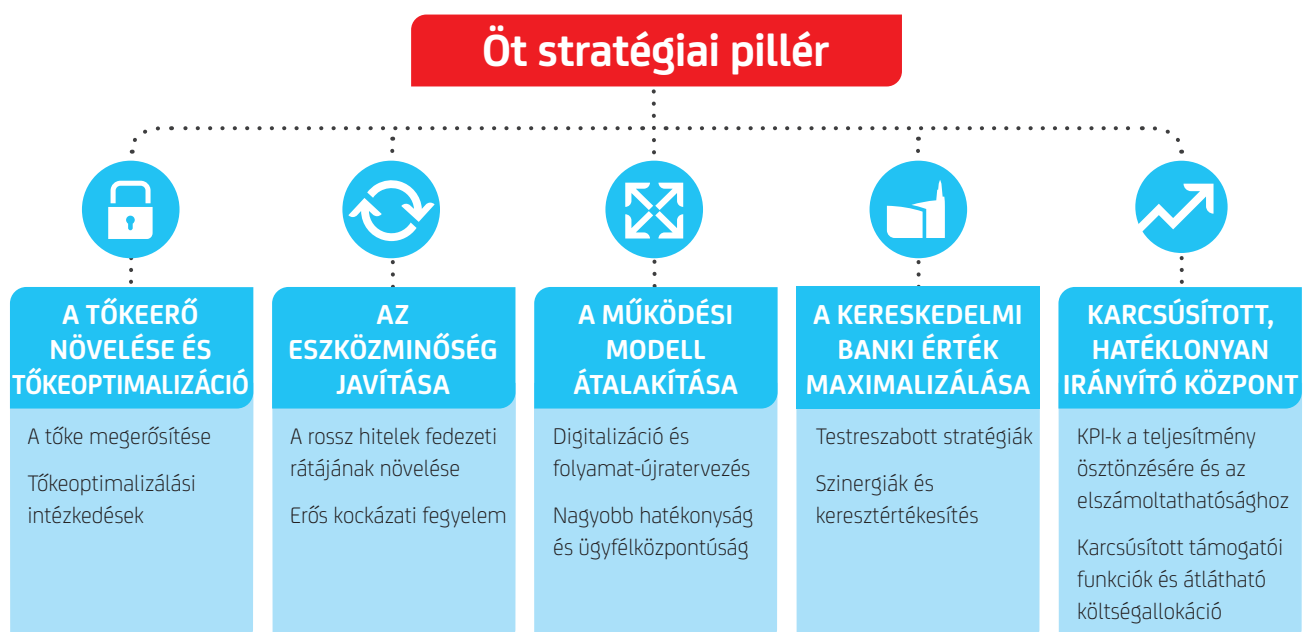 Öt stratégiai pillér
A TŐKEERŐ
NÖVELÉSE ÉS
TŐKEOPTIMALIZÁCIÓ
A tőke megerősítése
Tőkeoptimalizálási
intézkedések
AZ
ESZKÖZMINŐSÉG
JAVÍTÁSA
A rossz hitelek fedezeti
rátájának növelése
Erős kockázati fegyelem
A MŰKÖDÉSI
MODELL
ÁTALAKÍTÁSA
Digitalizáció és
folyamat-újratervezés
Nagyobb hatékonyság
és ügyfélközpontúság
A KERESKEDELMI
BANKI ÉRTÉK
MAXIMALIZÁLÁSA
Testreszabott stratégiák
Szinergiák és
keresztértékesítés
KARCSÚSÍTOTT,
HATÉKLONYAN
IRÁNYÍTÓ KÖZPONT
KPI-k a teljesítmény
ösztönzésére és az
elszámoltathatósághoz
Karcsúsított támogatói
funkciók és átlátható
költségallokáció